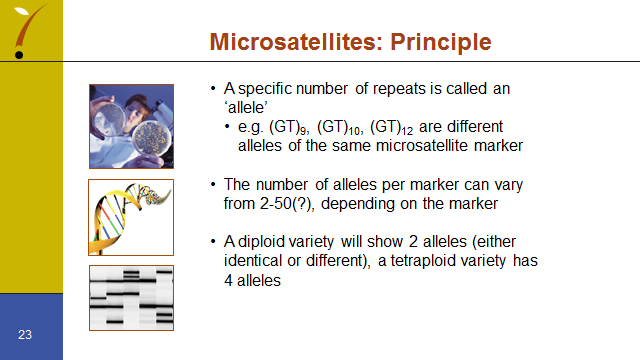 Microsatellites: Principle
• A specific number of repeats is called an
‘allele’
• e.g. (GT)₉, (GT)₁₀, (GT)₁₂ are different
alleles of the same microsatellite marker
• The number of alleles per marker can vary
from 2-50(?), depending on the marker
• A diploid variety will show 2 alleles (either
identical or different), a tetraploid variety has
4 alleles
23